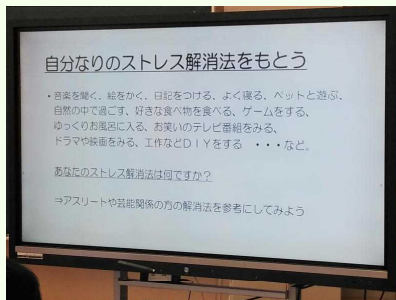 自分なりのストレス解消法をもとう
・音楽を聞く、絵をかく、日記をつける、よく寝る、ペットと遊ぶ、
自然の中で過ごす、好きな食べ物を食べる、ゲームをする、
ゆっくりお風呂に入る、お笑いのテレビ番組をみる、
ドラマや映画をみる、工作などDIYをする　・・・など。
あなたのストレス解消法は何ですか？
⇒アスリートや芸能関係の方の解消法を参考にしてみよう